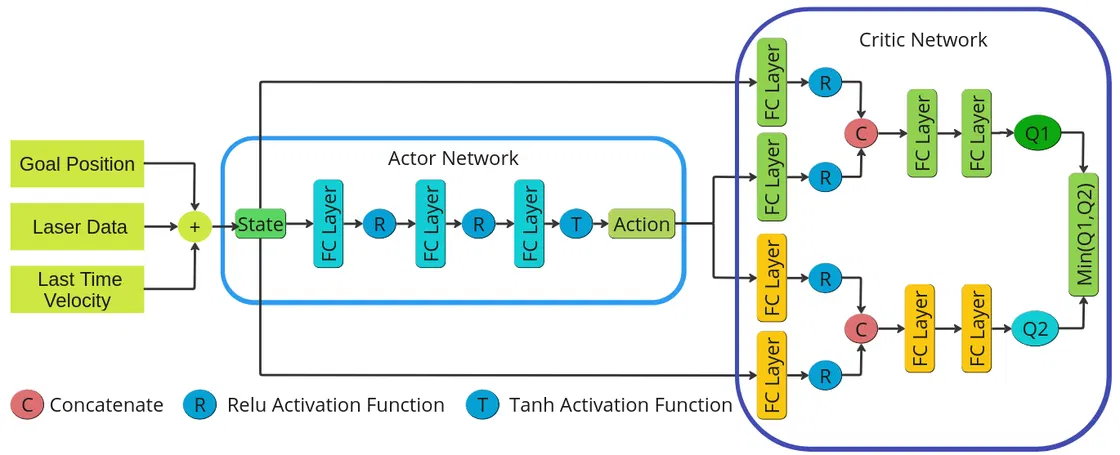 Critic Network
FC Layer
R
FC Layer
R
C
FC Layer
FC Layer
Q1
Goal Position
Laser Data
Last Time
Velocity
+
Actor Network
State
FC Layer
R
FC Layer
R
FC Layer
T
Action
Min(Q1,Q2)
FC Layer
R
FC Layer
R
C
FC Layer
FC Layer
Q2
C Concatenate
R Relu Activation Function
T Tanh Activation Function